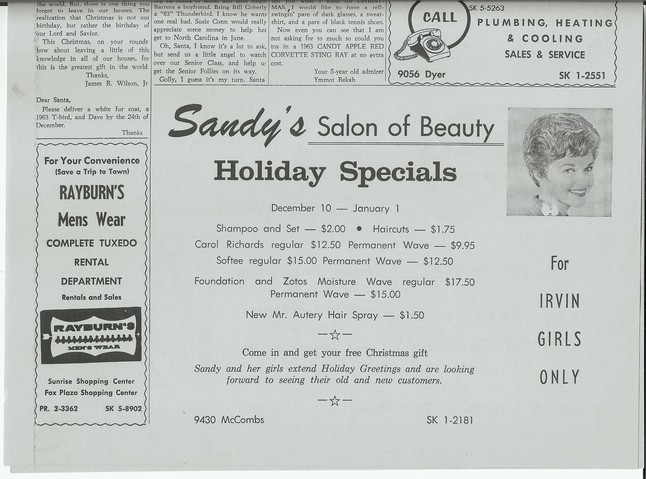 the world. But, there is one thing you
forget to leave in our houses. The
realization that Christmas is not our
birthday, but rather the birthday of
our Lord and Savior.
This Christmas, on your rounds
how about leaving a little of this
knowledge in all of our houses, for
this is the greatest gift in the world.
Thanks,
James R. Wilson, Jr
Dear Santa,
Please deliver a white fur coat, a
1963 T-bird, and Dave by the 24th of
December.
Thanks
Barrera a boyfriend. Bring Bill
a "63" Thunderbird, I know he wants
one real bad. Susie Conn would really
appreciate some money to help her
get to North Carolina in June.
Oh, Santa, I know it's a lot to ask,
but send us a little angel to watch
over our Senior Class, and help us
get the Senior Follies on its way.
Golly, I guess it's my turn. Santa
MAX, I would like to have a self-
swingin' pare of dark glasses, a sweat-
shirt, and a pare of black tennis shoes.
Now even you can see that I am
not asking for to much so could you
tos in a 1963 CANDY APPLE RED
CORVETTE STING RAY at no extra
cost.
Your 5-year old admirer
Ymmot Rekab
CALL
SK 5-5263
PLUMBING, HEATING
& COOLING
SALES & SERVICE
9056 Dyer
SK 1-2551
For Your Convenience
(Save a Trip to Town)
RAYBURN'S
Mens Wear
COMPLETE TUXEDO
RENTAL
DEPARTMENT
Rentals and Sales
RAYBURN'S
MEN'S WEAR
Sunrise Shopping Center
Fox Plaza Shopping Center
PR. 2-3362 SK 5-8902
Sandy's Salon of Beauty
Holiday Specials
December 10 — January 1
Shampoo and Set — $2.00 • Haircuts — $1.75
Carol Richards regular $12.50 Permanent Wave — $9.95
Softee regular $15.00 Permanent Wave — $12.50
Foundation and Zotos Moisture Wave regular $17.50
Permanent Wave — $15.00
New Mr. Autery Hair Spray — $1.50
—☆—
Come in and get your free Christmas gift
Sandy and her girls extend Holiday Greetings and are looking
forward to seeing their old and new customers.
—☆—
9430 McCombs SK 1-2181
For
IRVIN
GIRLS
ONLY